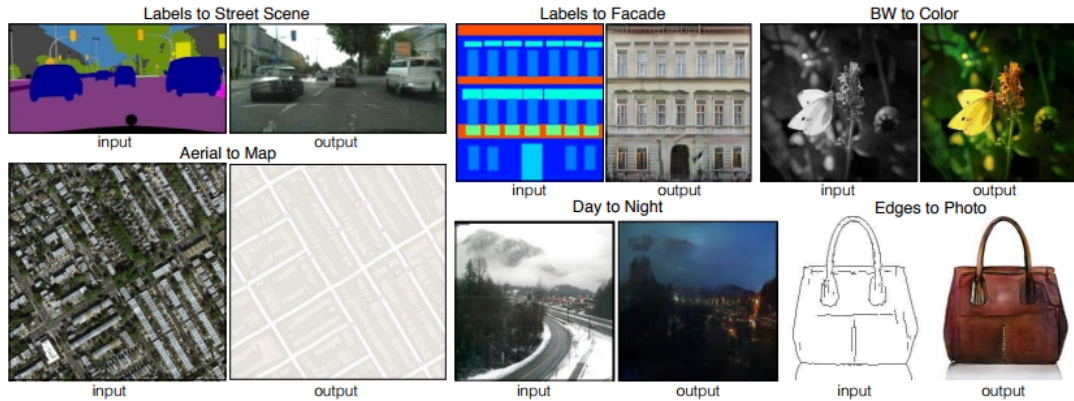 Labels to Street Scene
input
output
Aerial to Map
input
output
Labels to Facade
input
output
BW to Color
input
output
Day to Night
input
output
Edges to Photo
input
output